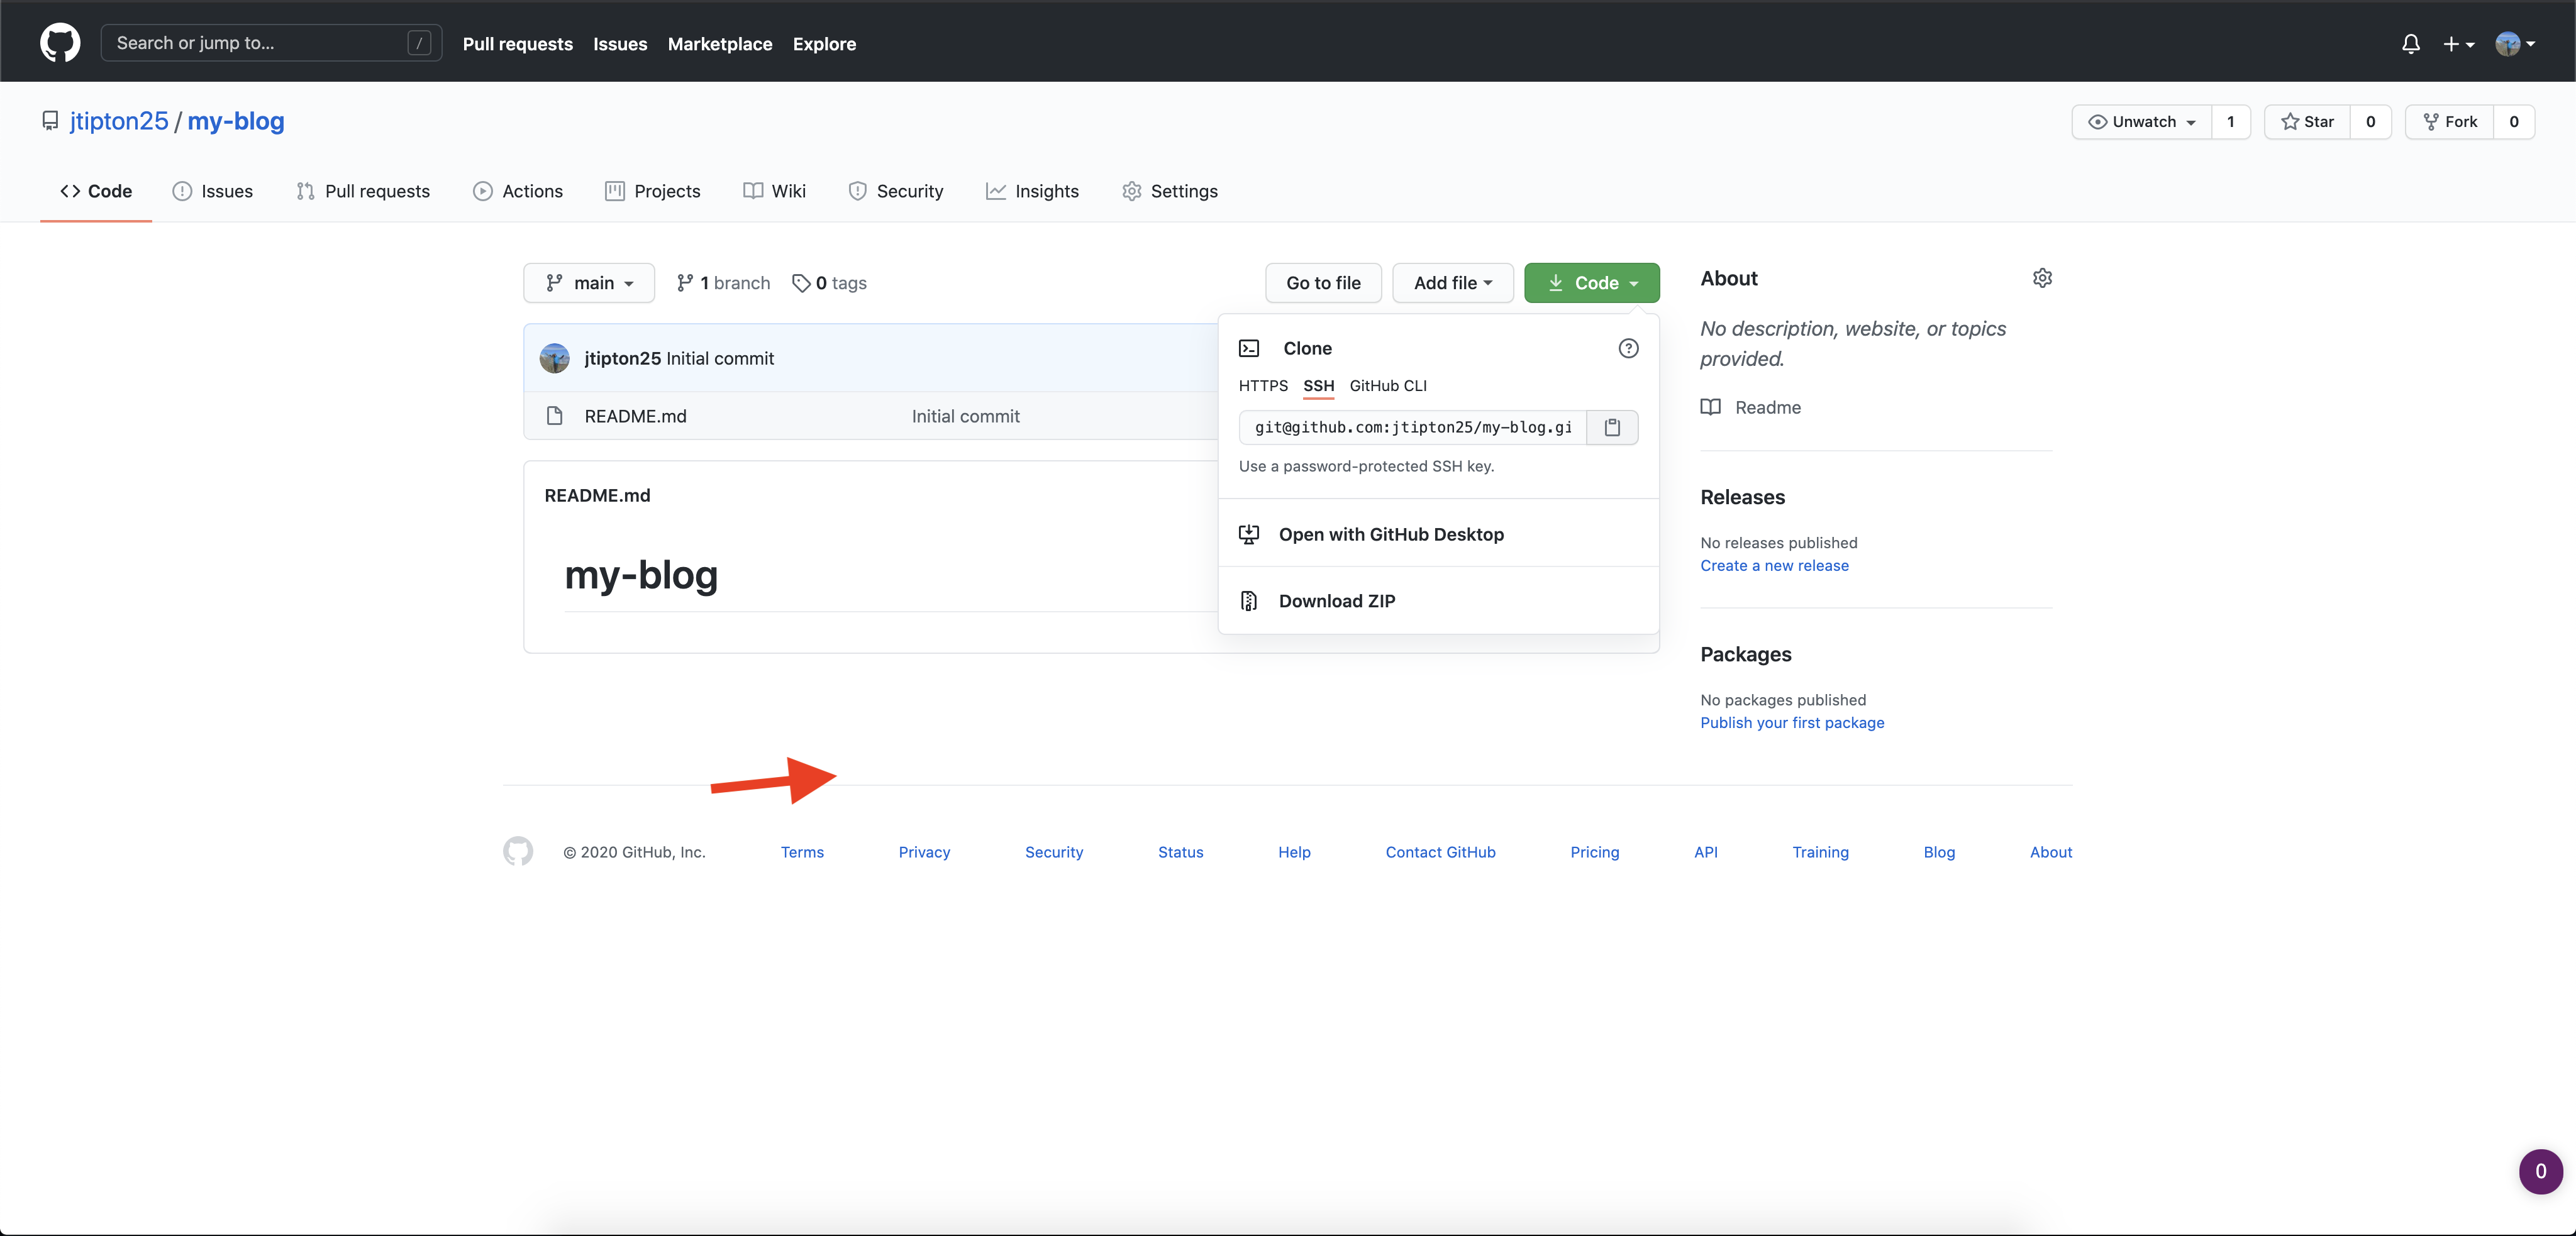 Search or jump to... /
Pull requests Issues Marketplace Explore
jtipton25 / my-blog
Unwatch 1 Star 0 Fork 0
Code Issues Pull requests Actions Projects Wiki Security Insights Settings
main 1 branch 0 tags Go to file Add file Code
jtipton25 Initial commit
README.md Initial commit
README.md
my-blog
Clone
HTTPS SSH GitHub CLI
git@github.com:jtipton25/my-blog.gi
Use a password-protected SSH key.
Open with GitHub Desktop
Download ZIP
About
No description, website, or topics
provided.
Readme
Releases
No releases published
Create a new release
Packages
No packages published
Publish your first package
© 2020 GitHub, Inc. Terms Privacy Security Status Help Contact GitHub Pricing API Training Blog About
0